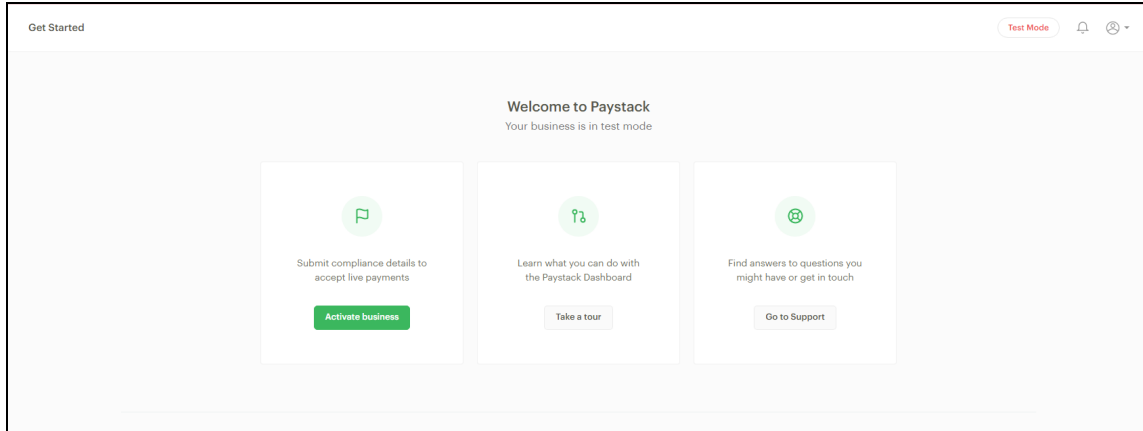 Get Started
Test Mode
Welcome to Paystack
Your business is in test mode
Submit compliance details to
accept live payments
Activate business
Learn what you can do with
the Paystack Dashboard
Take a tour
Find answers to questions you
might have or get in touch
Go to Support